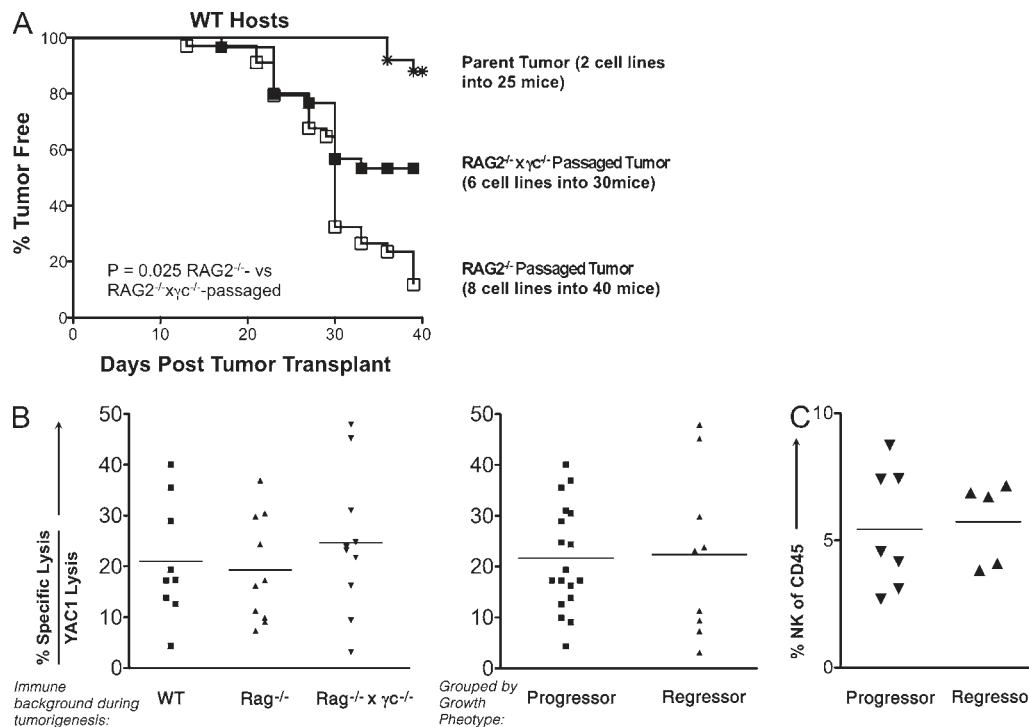 A
WT Hosts
100
80
60
40
20
0
% Tumor Free
0 10 20 30 40
Days Post Tumor Transplant
P = 0.025 RAG2-/-- vs
RAG2-/-xγc-/--passaged
Parent Tumor (2 cell lines
into 25 mice)
RAG2-/- x γc-/- Passaged Tumor
(6 cell lines into 30mice)
RAG2-/- Passaged Tumor
(8 cell lines into 40 mice)
B
% Specific Lysis
YAC1 Lysis
50
40
30
20
10
0
Immune
background during
tumorigenesis:
WT Rag-/- Rag-/- x γc-/-
50
40
30
20
10
0
Grouped by
Growth
Pheotype:
Progressor Regressor
C
% NK of CD45
10
5
0
Progressor Regresso